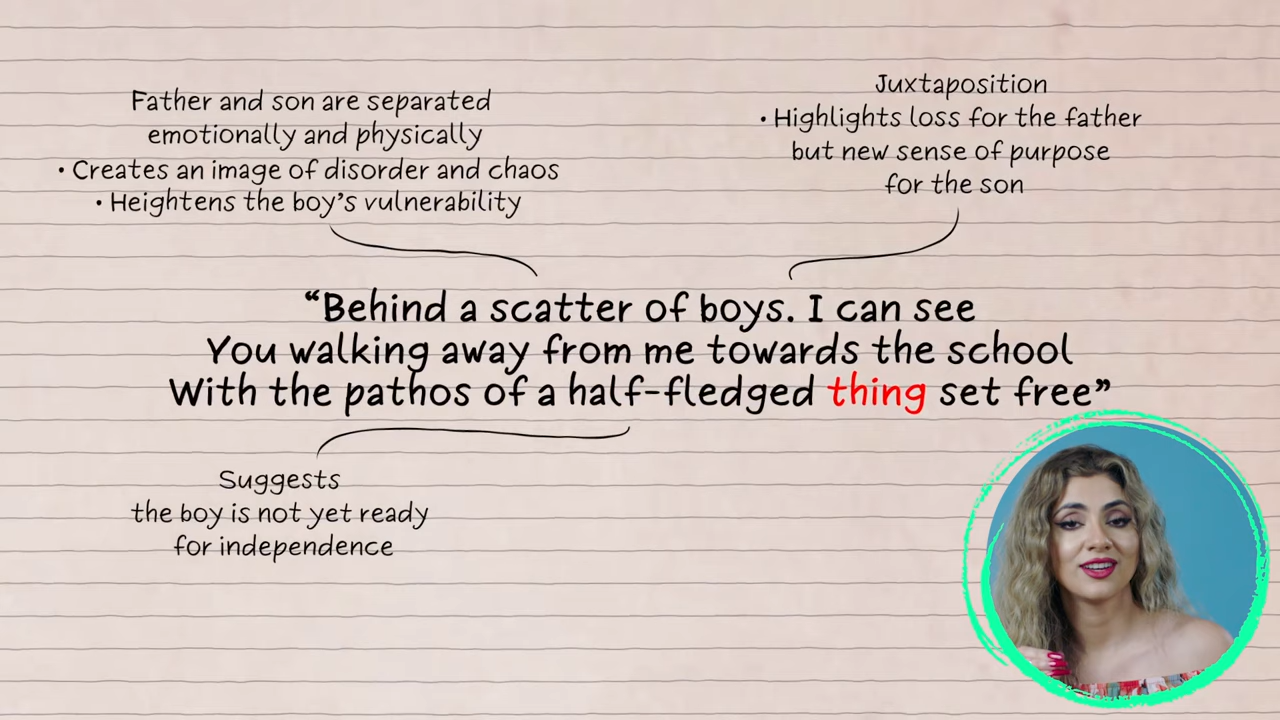 Father and son are separated
emotionally and physically
• Creates an image of disorder and chaos
• Heightens the boy's vulnerability
Juxtaposition
• Highlights loss for the father
but new sense of purpose
for the son
“Behind a scatter of boys. I can see
You walking away from me towards the school
With the pathos of a half-fledged thing set free”
Suggests
the boy is not yet ready
for independence